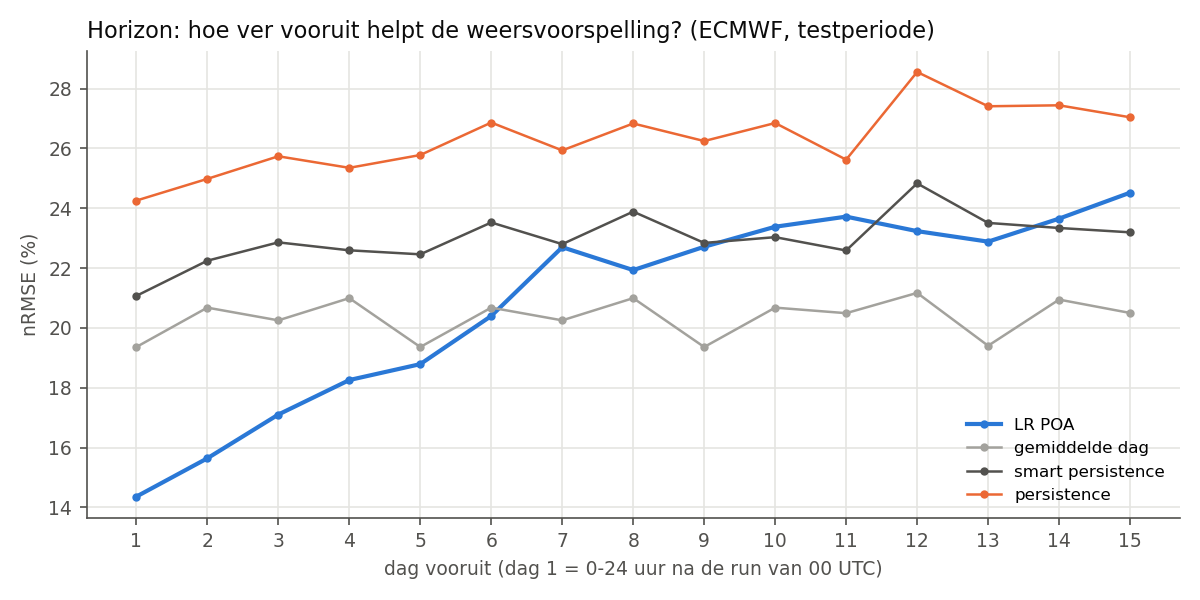 Horizon: hoe ver vooruit helpt de weersvoorspelling? (ECMWF, testperiode)
nRMSE (%)
28
26
24
22
20
18
16
14
LR POA
gemiddelde dag
smart persistence
persistence
1 2 3 4 5 6 7 8 9 10 11 12 13 14 15
dag vooruit (dag 1 = 0-24 uur na de run van 00 UTC)